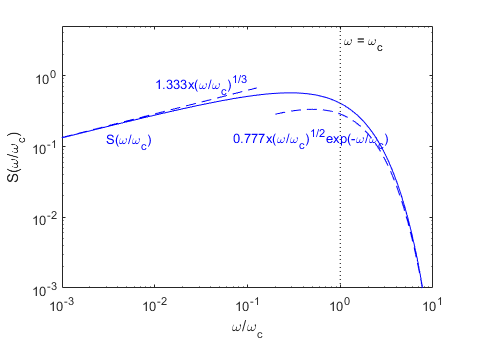 ω = ω_c
10^0
1.333x(ω/ω_c)^1/3
S(ω/ω_c)
0.777x(ω/ω_c)^1/2exp(-ω/ω_c)
S(ω/ω_c)
10^-1
10^-2
10^-3
10^-3 10^-2 10^-1 10^0 10^1
ω/ω_c